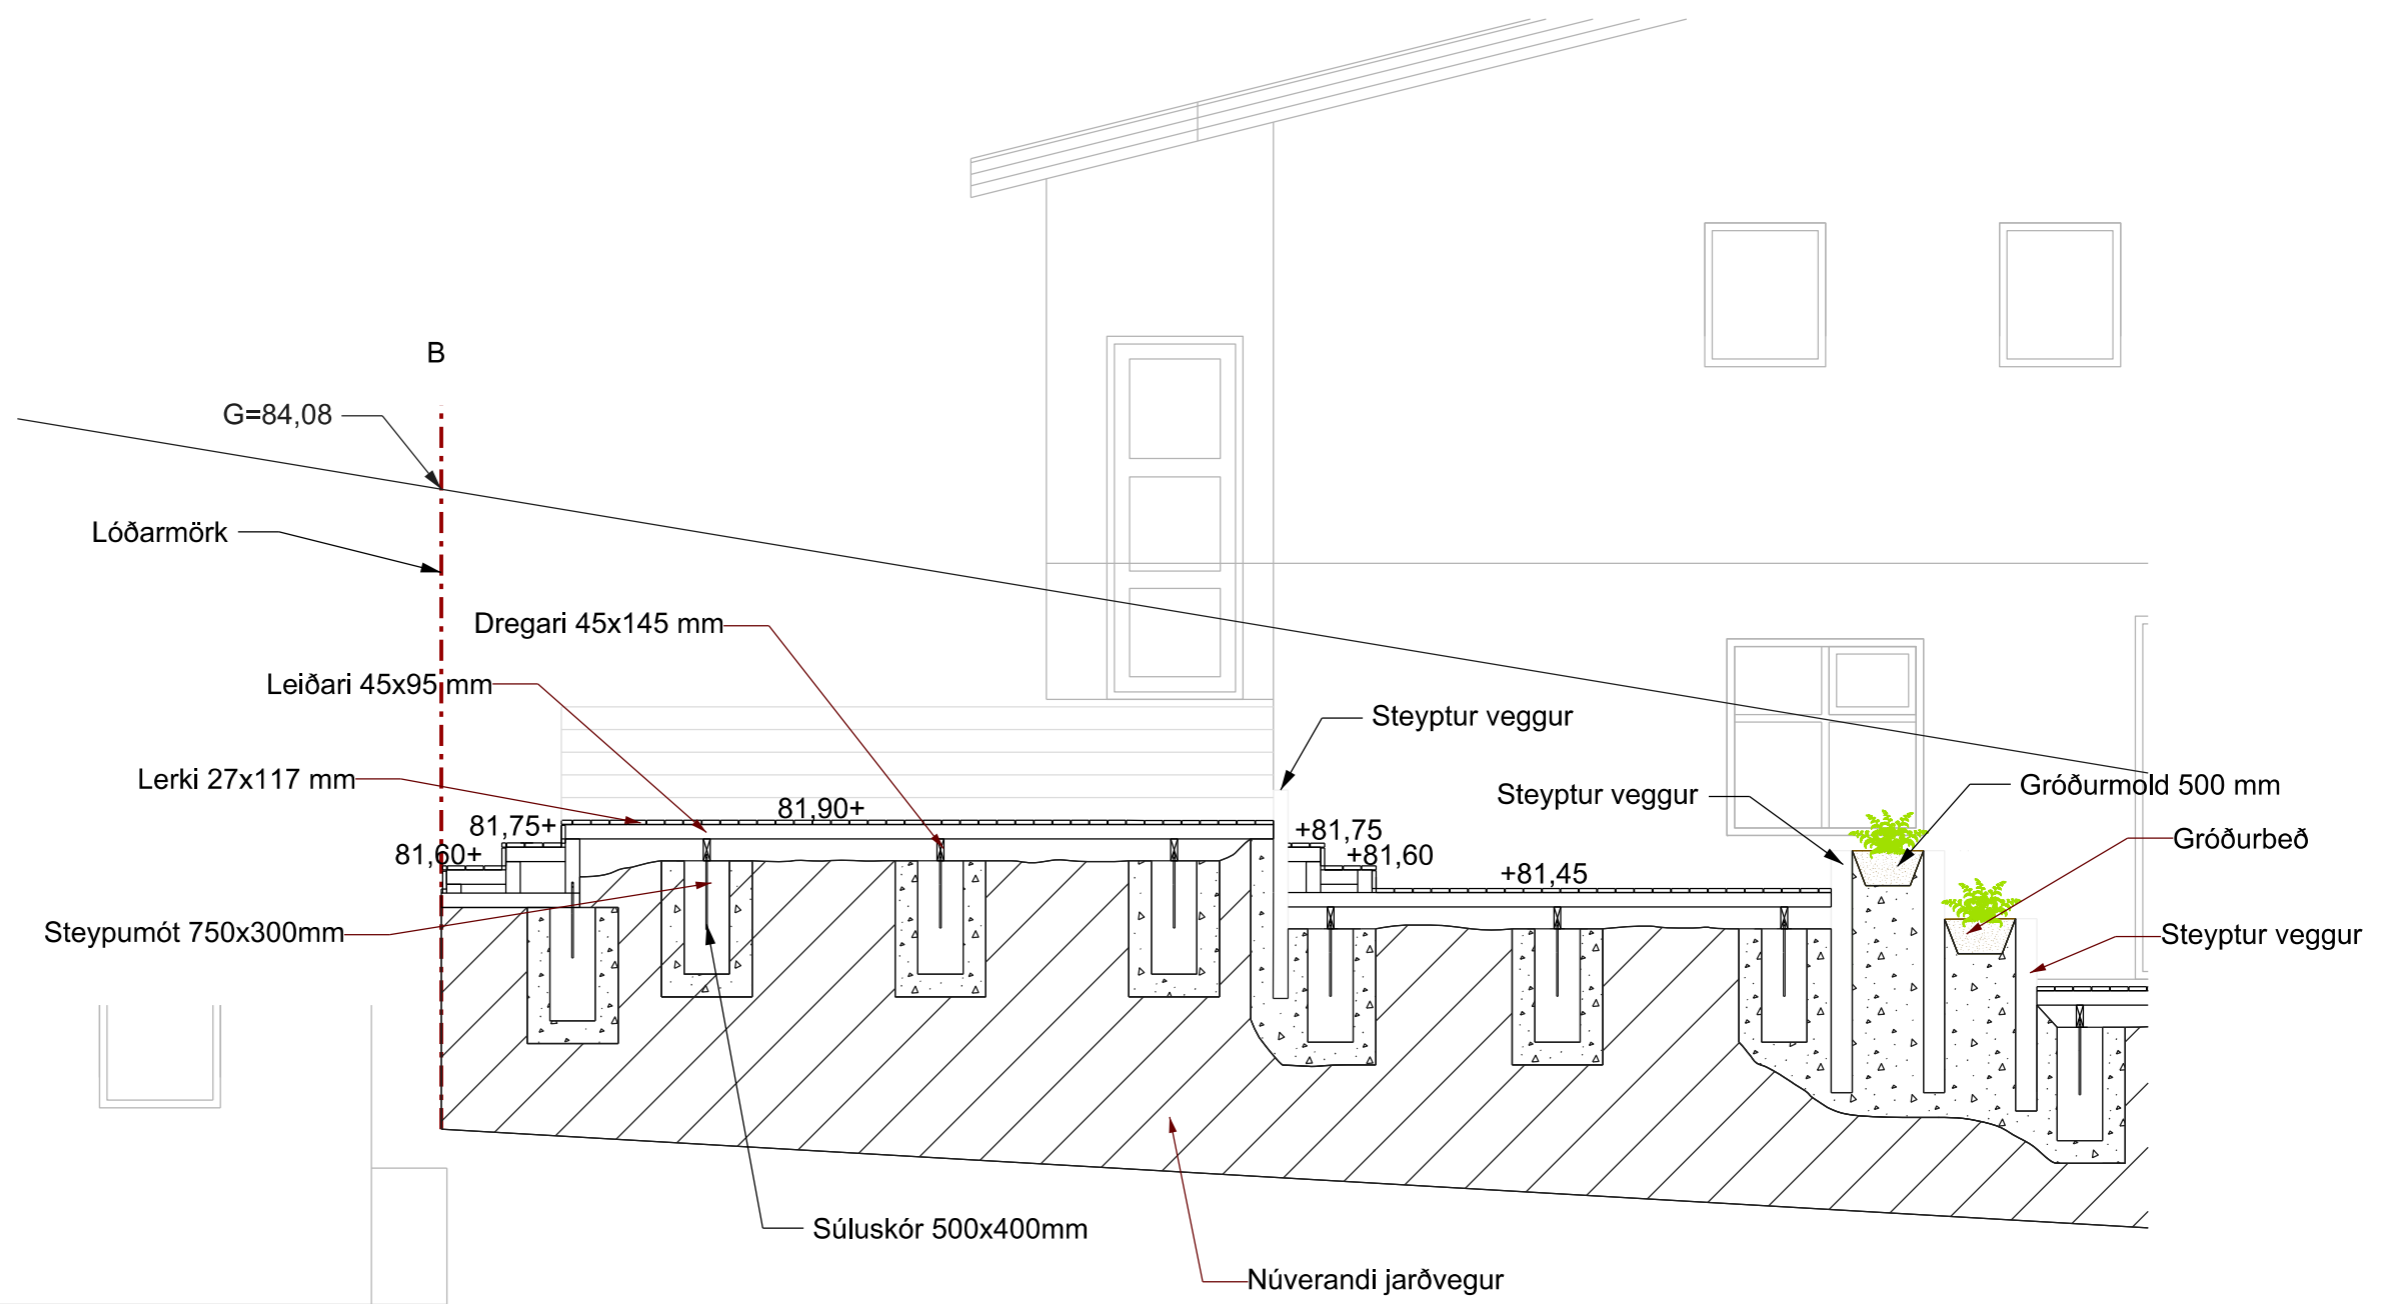 B
G=84,08
Lóðarmörk
Dregari 45x145 mm
Leiðari 45x95 mm
Steyptur veggur
Lerki 27x117 mm
Steyptur veggur
Gróðurmold 500 mm
81,90+
81,75+
+81,75
Gróðurbeð
81,60+
+81,60
+81,45
Steypumót 750x300mm
Steyptur veggur
Súluskór 500x400mm
Núverandi jarðvegur